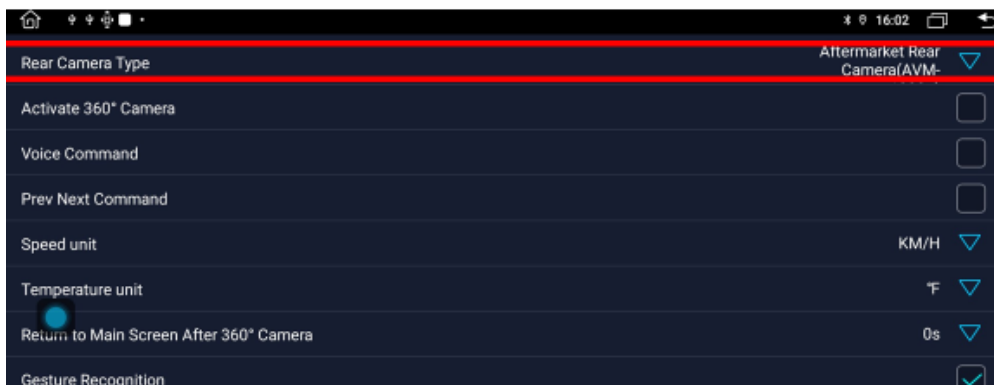 16:02
Rear Camera Type
Aftermarket Rear
Camera(AVM-
Activate 360° Camera
Voice Command
Prev Next Command
Speed unit
KM/H
Temperature unit
°F
Return to Main Screen After 360° Camera
0s
Gesture Recognition